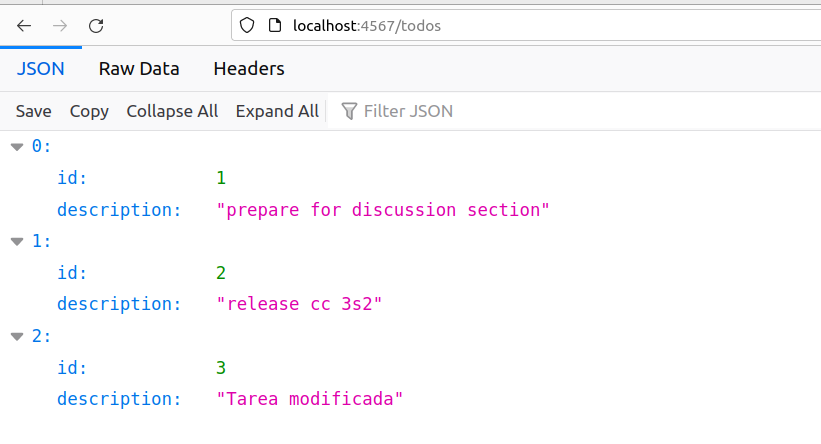 localhost:4567/todos
JSON Raw Data Headers
Save Copy Collapse All Expand All Filter JSON
0:
id: 1
description: "prepare for discussion section"
1:
id: 2
description: "release cc 3s2"
2:
id: 3
description: "Tarea modificada"